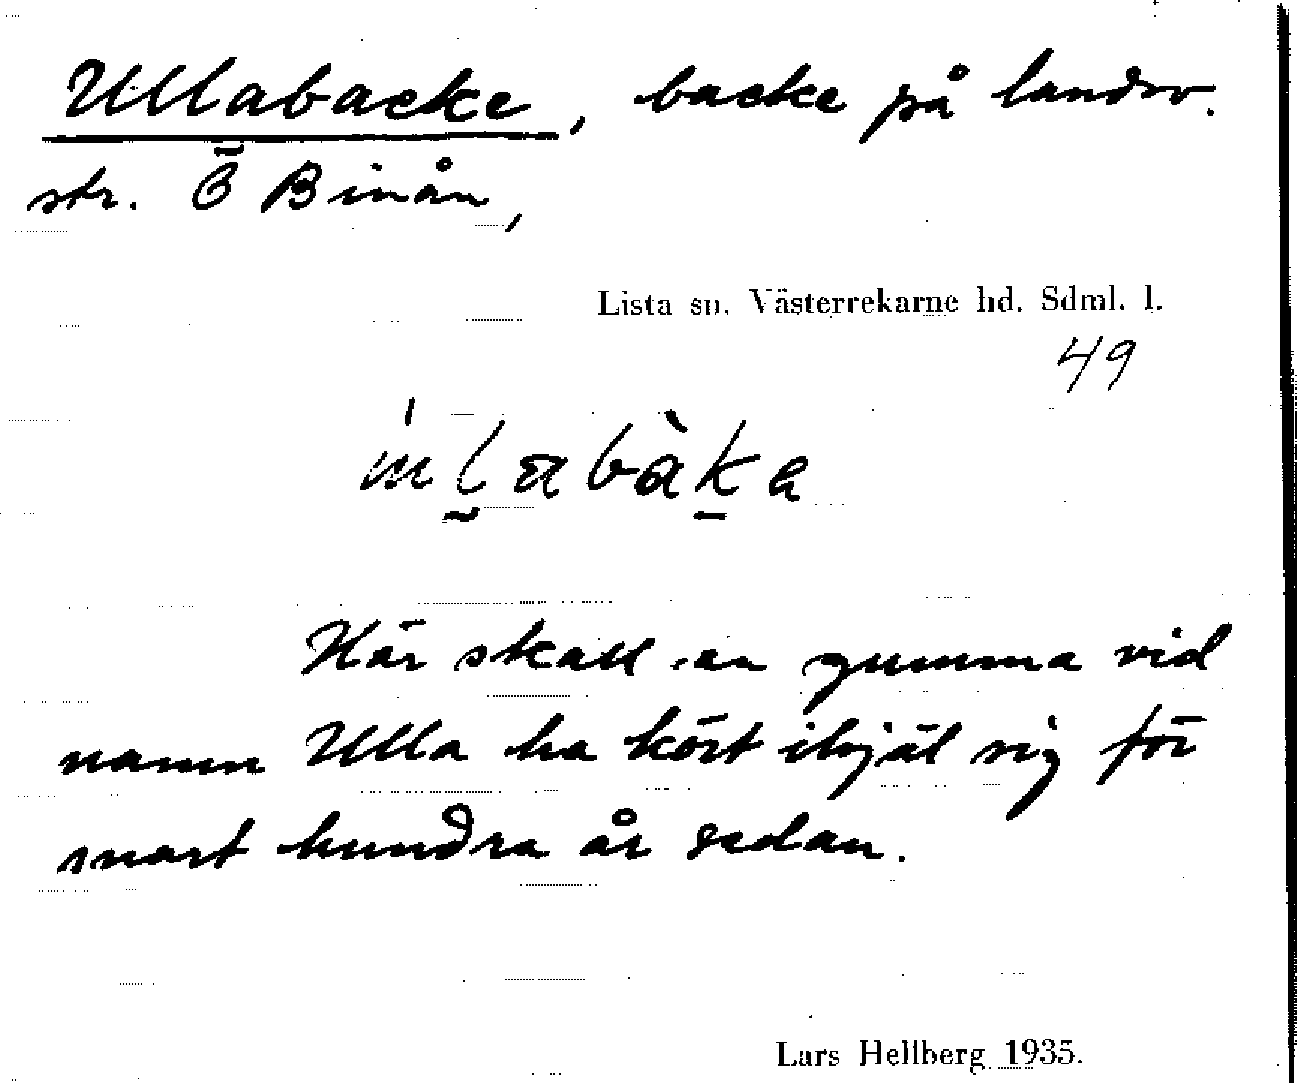 Ullabacke, backe på landsv.
str. Ö Binån,
Lista sn. Västerrekarne hd. Sdml. l.
49
Här skall en gumma vid
namn Ulla ha kört ihjäl sig för
snart hundra år sedan.
Lars Hellberg 1935.